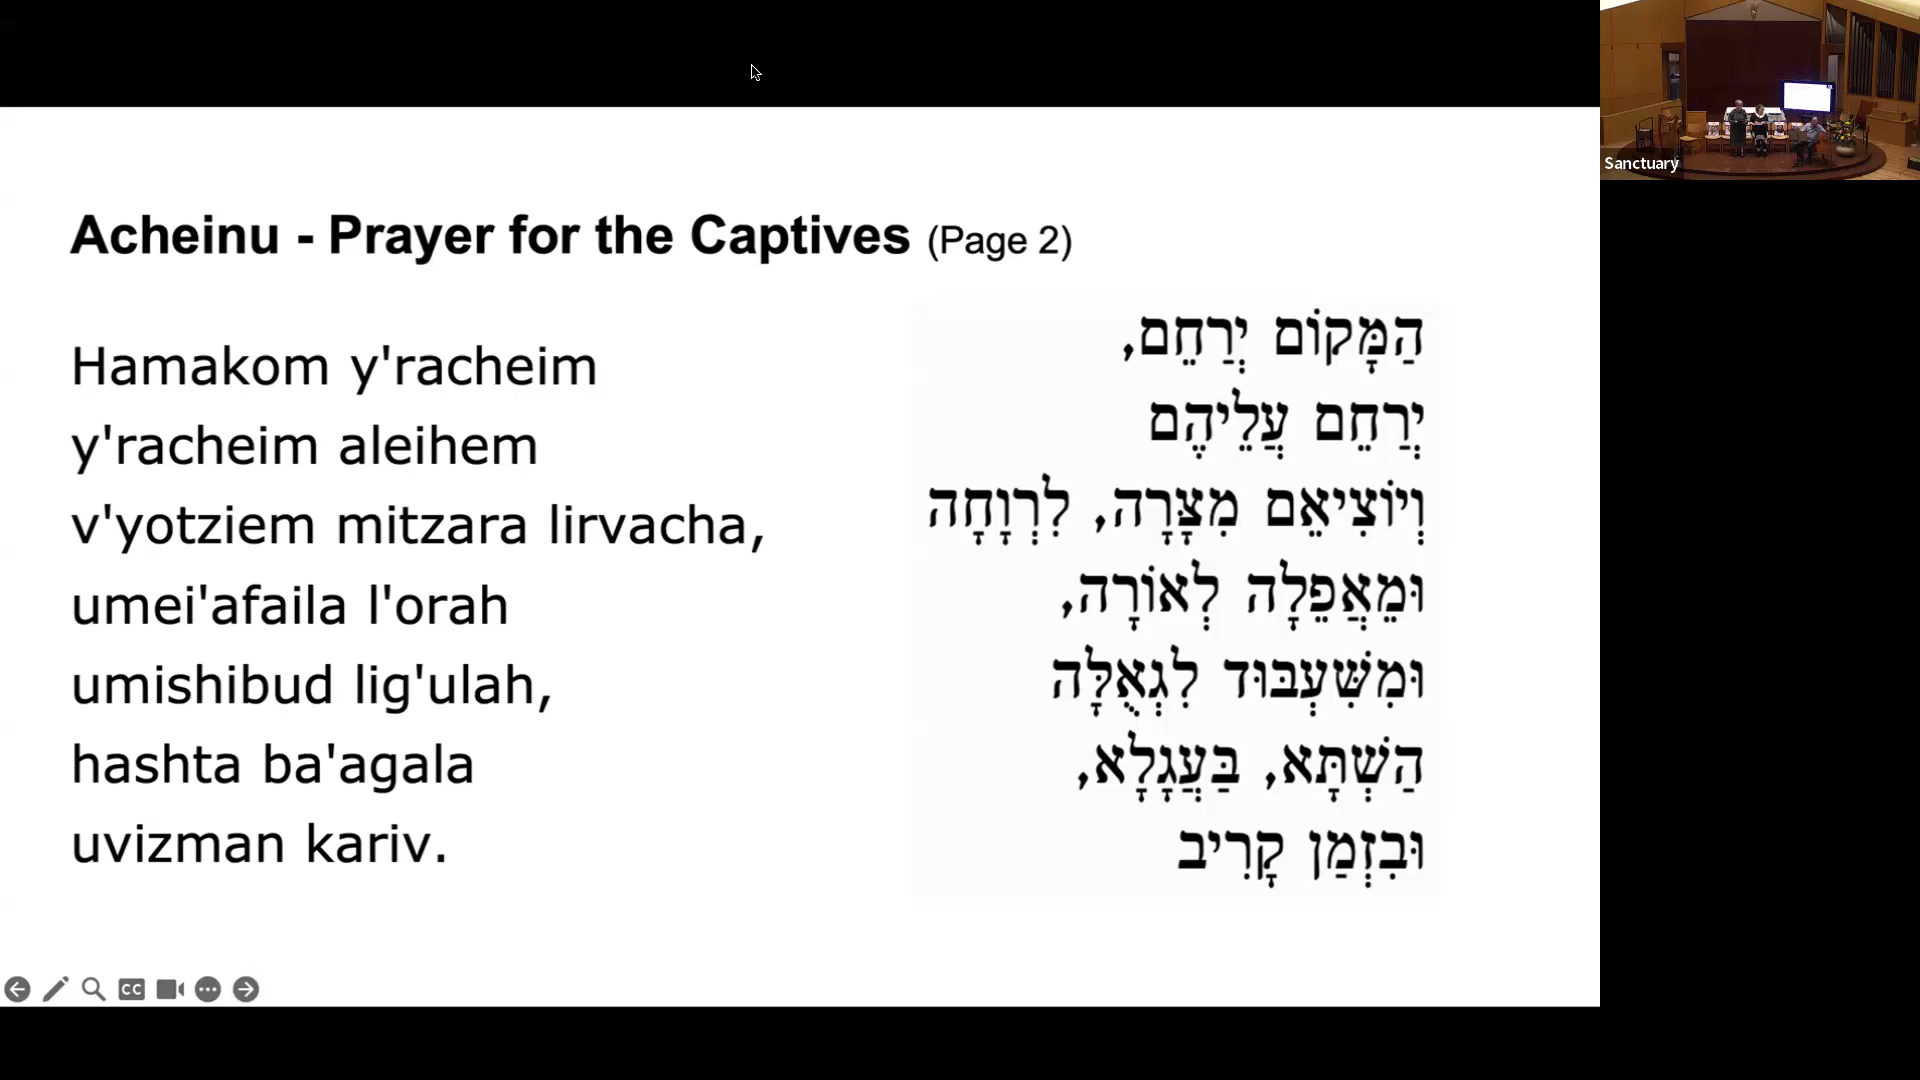 Acheinu - Prayer for the Captives (Page 2)
Hamakom y'racheim
y'racheim aleihem
v'yotziem mitzara lirvacha,
umei'afaila l'orah
umishibud lig'ulah,
hashta ba'agala
uvizman kariv.
הַמָּקוֹם יְרַחֵם,
יְרַחֵם עֲלֵיהֶם
וְיוֹצִיאֵם מִצָּרָה, לִרְוָחָה
וּמֵאֲפֵלָה לְאוֹרָה,
וּמִשִּׁעְבּוּד לִגְאֻלָּה
הַשְׁתָּא, בַּעֲגָלָא,
וּבִזְמַן קָרִיב
CC
Sanctuary